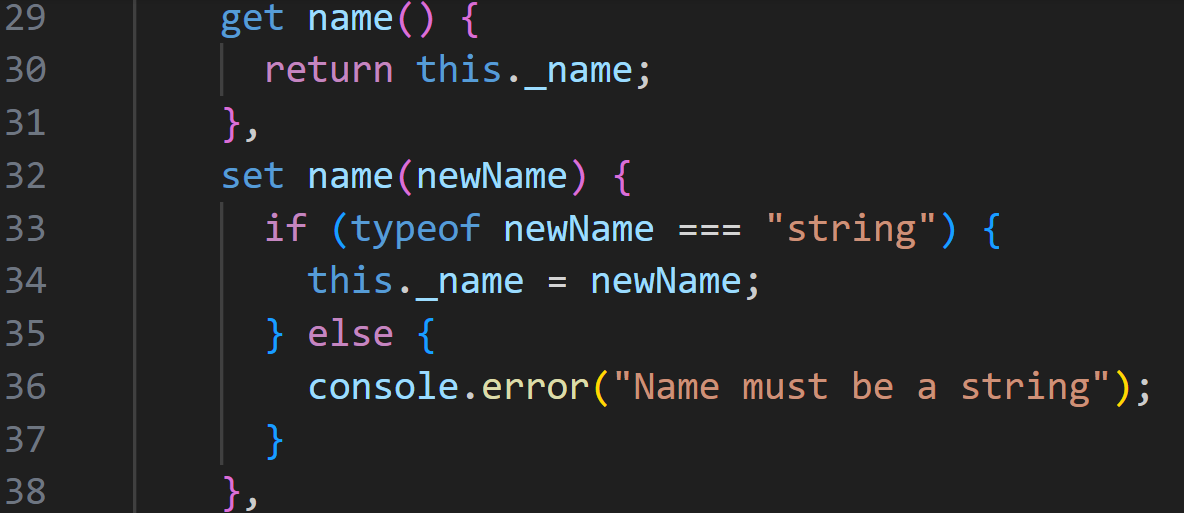 29 get name() {
30 return this._name;
31 },
32 set name(newName) {
33 if (typeof newName === "string") {
34 this._name = newName;
35 } else {
36 console.error("Name must be a string");
37 }
38 },